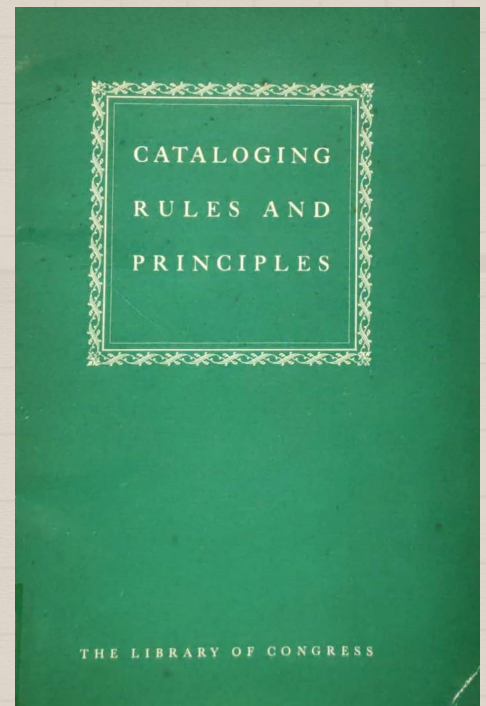 CATALOGING
RULES AND
PRINCIPLES
THE LIBRARY OF CONGRESS